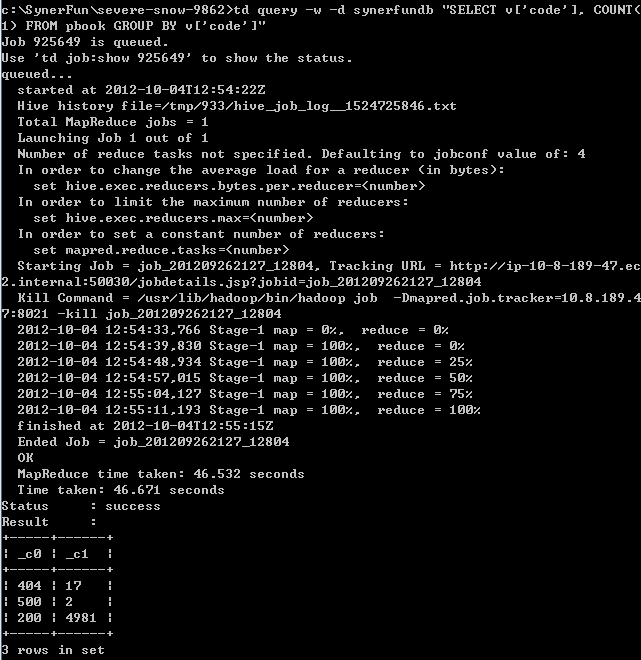 c:\SynerFun\severe-snow-9862>td query -w -d synerfundb "SELECT v['code'], COUNT(
1) FROM pbook GROUP BY v['code']"
Job 925649 is queued.
Use 'td job:show 925649' to show the status.
queued...
  started at 2012-10-04T12:54:22Z
  Hive history file=/tmp/933/hive_job_log__1524725846.txt
  Total MapReduce jobs = 1
  Launching Job 1 out of 1
  Number of reduce tasks not specified. Defaulting to jobconf value of: 4
  In order to change the average load for a reducer (in bytes):
    set hive.exec.reducers.bytes.per.reducer=<number>
  In order to limit the maximum number of reducers:
    set hive.exec.reducers.max=<number>
  In order to set a constant number of reducers:
    set mapred.reduce.tasks=<number>
  Starting Job = job_201209262127_12804, Tracking URL = http://ip-10-8-189-47.ec
2.internal:50030/jobdetails.jsp?jobid=job_201209262127_12804
  Kill Command = /usr/lib/hadoop/bin/hadoop job  -Dmapred.job.tracker=10.8.189.4
7:8021 -kill job_201209262127_12804
  2012-10-04 12:54:33,766 Stage-1 map = 0%,  reduce = 0%
  2012-10-04 12:54:39,830 Stage-1 map = 100%,  reduce = 0%
  2012-10-04 12:54:48,934 Stage-1 map = 100%,  reduce = 25%
  2012-10-04 12:54:57,015 Stage-1 map = 100%,  reduce = 50%
  2012-10-04 12:55:04,127 Stage-1 map = 100%,  reduce = 75%
  2012-10-04 12:55:11,193 Stage-1 map = 100%,  reduce = 100%
  finished at 2012-10-04T12:55:15Z
  Ended Job = job_201209262127_12804
  OK
  MapReduce time taken: 46.532 seconds
  Time taken: 46.671 seconds
Status     : success
Result     :
+-----+------+
| _c0 | _c1  |
+-----+------+
| 404 | 17   |
| 500 | 2    |
| 200 | 4981 |
+-----+------+
3 rows in set